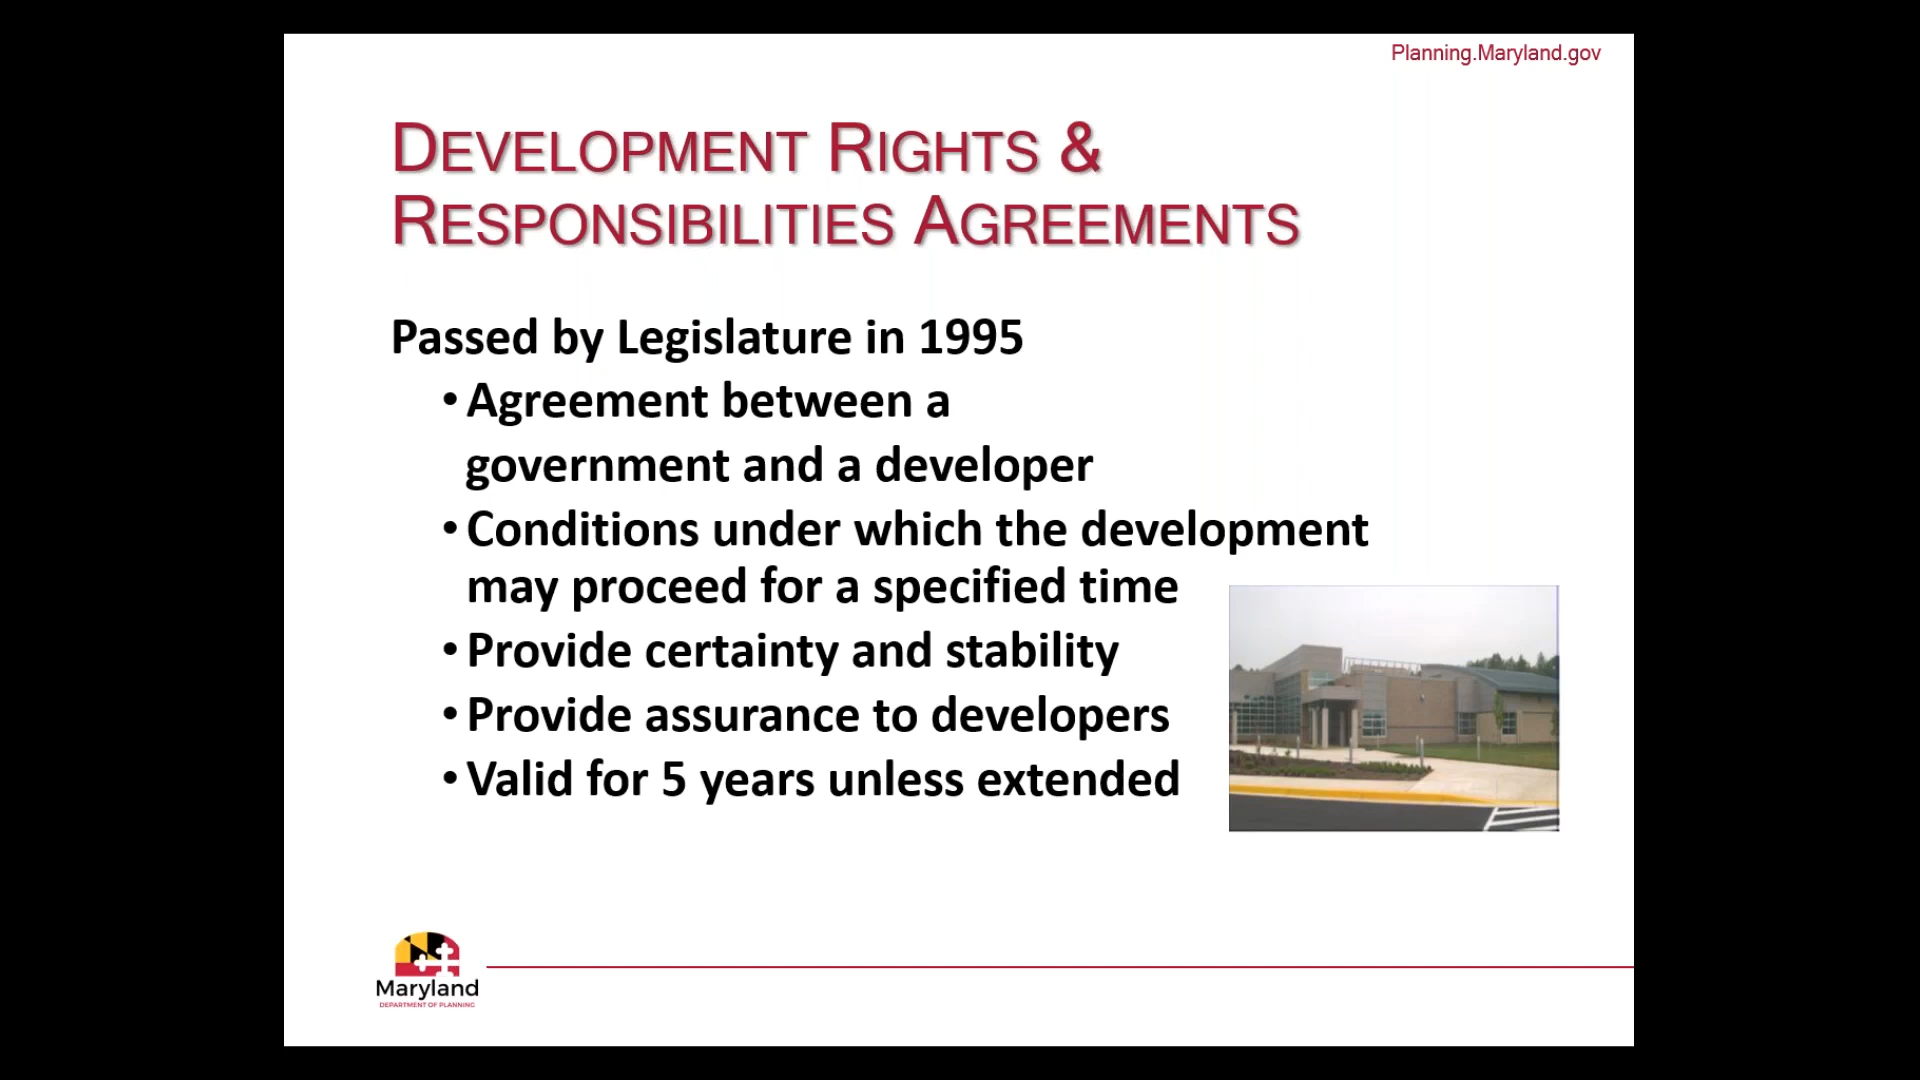 Planning.Maryland.gov
DEVELOPMENT RIGHTS &
RESPONSIBILITIES AGREEMENTS
Passed by Legislature in 1995
• Agreement between a
government and a developer
• Conditions under which the development
may proceed for a specified time
• Provide certainty and stability
• Provide assurance to developers
• Valid for 5 years unless extended
Maryland
DEPARTMENT OF PLANNING